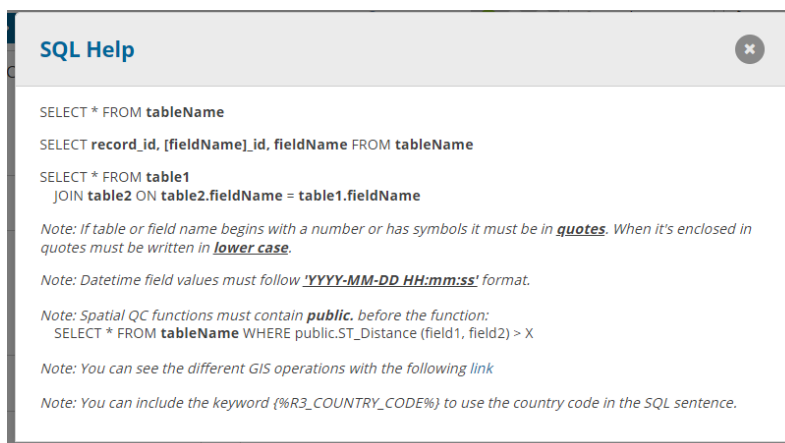 SQL Help
SELECT * FROM tableName
SELECT record_id, [fieldName]_id, fieldName FROM tableName
SELECT * FROM table1
JOIN table2 ON table2.fieldName = table1.fieldName
Note: If table or field name begins with a number or has symbols it must be in quotes. When it's enclosed in
quotes must be written in lower case.
Note: Datetime field values must follow 'YYYY-MM-DD HH:mm:ss' format.
Note: Spatial QC functions must contain public. before the function:
SELECT * FROM tableName WHERE public.ST_Distance (field1, field2) > X
Note: You can see the different GIS operations with the following link
Note: You can include the keyword {%R3_COUNTRY_CODE%} to use the country code in the SQL sentence.